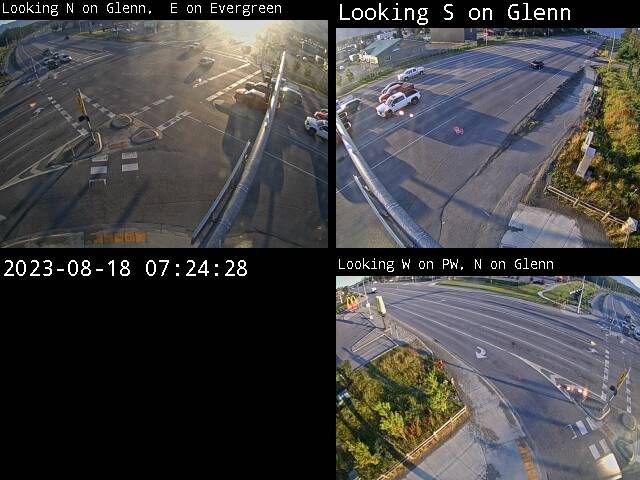 Looking N on Glenn, E on Evergreen
Looking S on Glenn
2023-08-18 07:24:28
Looking W on PW, N on Glenn